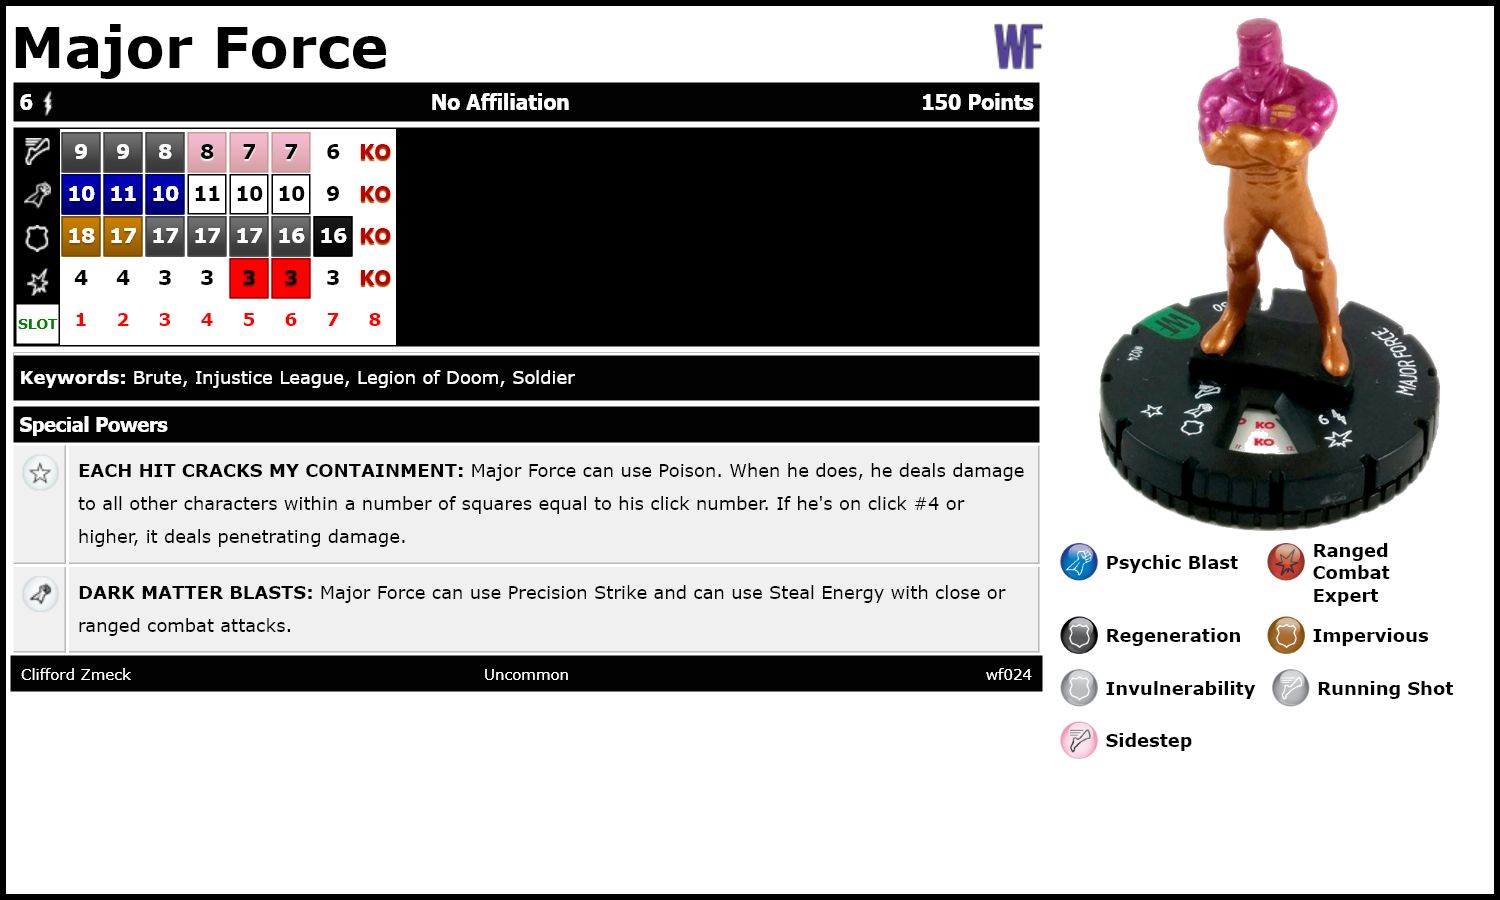 Major Force
WF
6 No Affiliation 150 Points
9 9 8 8 7 7 6 KO
10 11 10 11 10 10 9 KO
18 17 17 17 17 16 16 KO
4 4 3 3 3 3 3 KO
SLOT 1 2 3 4 5 6 7 8
Keywords: Brute, Injustice League, Legion of Doom, Soldier
Special Powers
EACH HIT CRACKS MY CONTAINMENT: Major Force can use Poison. When he does, he deals damage
to all other characters within a number of squares equal to his click number. If he's on click #4 or
higher, it deals penetrating damage.
DARK MATTER BLASTS: Major Force can use Precision Strike and can use Steal Energy with close or
ranged combat attacks.
Clifford Zmeck Uncommon wf024
WF
024
MAJOR FORCE
6
KO
KO
Psychic Blast
Ranged
Combat
Expert
Regeneration
Impervious
Invulnerability
Running Shot
Sidestep